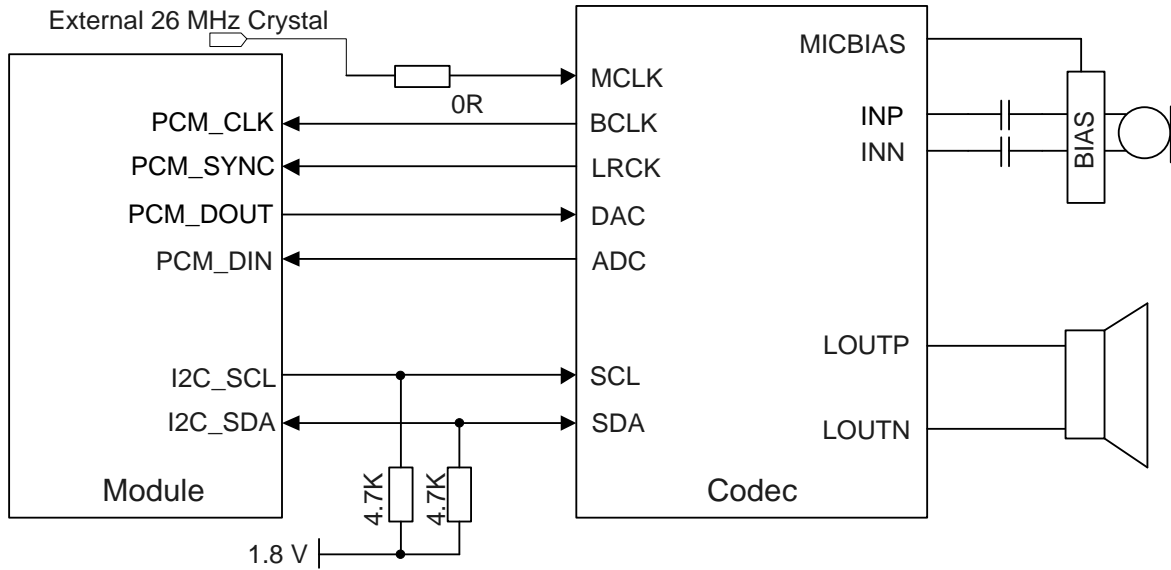 External 26 MHz Crystal
0R
PCM_CLK
PCM_SYNC
PCM_DOUT
PCM_DIN
I2C_SCL
I2C_SDA
Module
4.7K
4.7K
1.8 V
MCLK
BCLK
LRCK
DAC
ADC
SCL
SDA
Codec
MICBIAS
INP
INN
LOUTP
LOUTN
BIAS